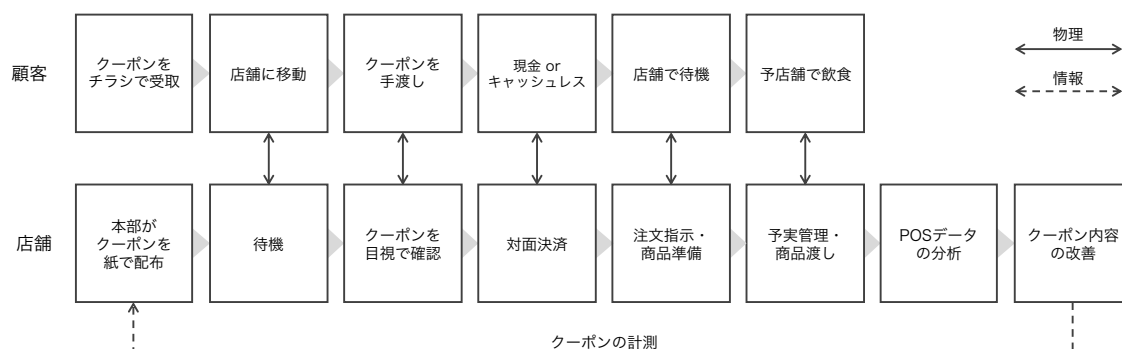 顧客
クーポンを
チラシで受取
店舗に移動
クーポンを
手渡し
現金 or
キャッシュレス
店舗で待機
予店舗で飲食
物理
情報
店舗
本部が
クーポンを
紙で配布
待機
クーポンを
目視で確認
対面決済
注文指示・
商品準備
予実管理・
商品渡し
POSデータ
の分析
クーポン内容
の改善
クーポンの計測